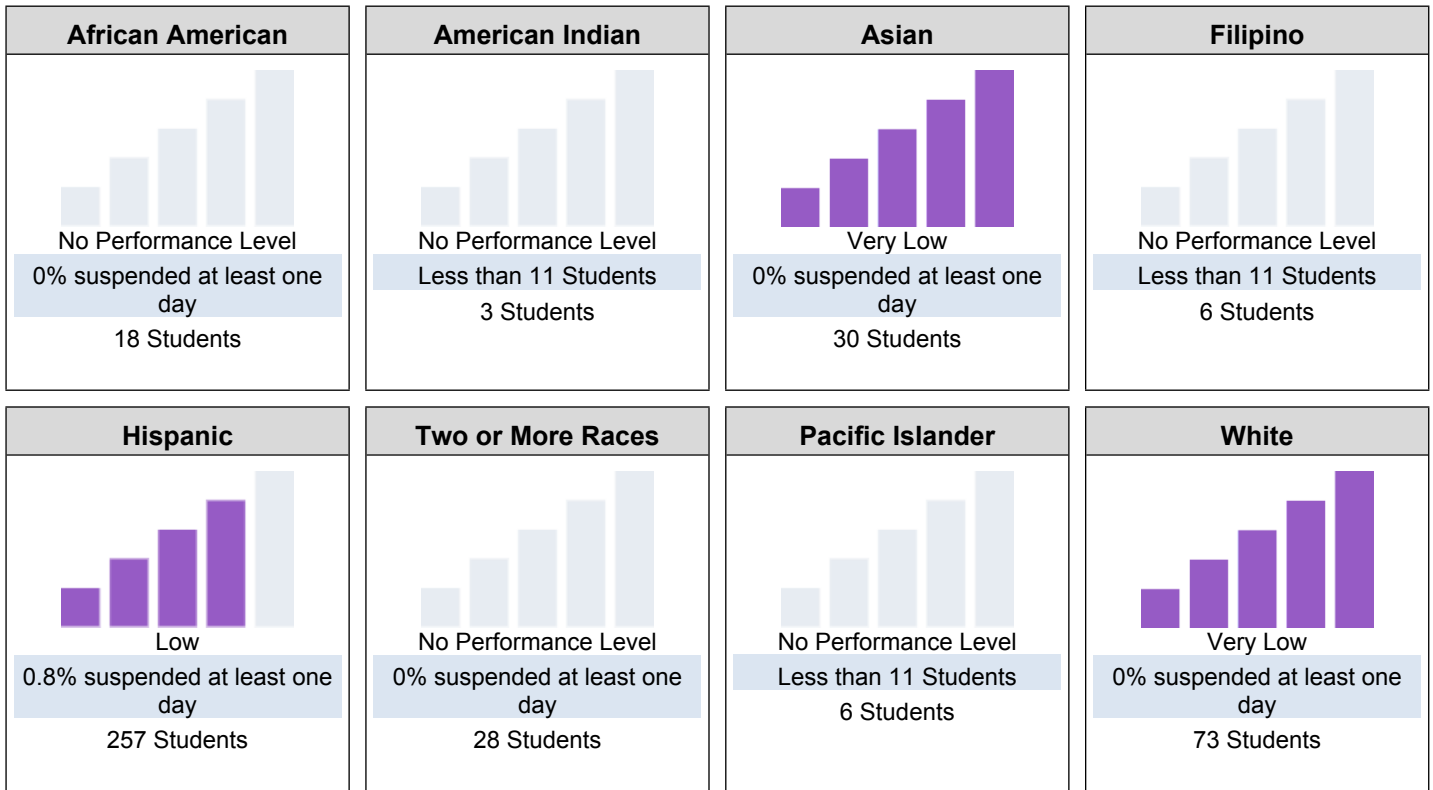 African American
No Performance Level
0% suspended at least one
day
18 Students
American Indian
No Performance Level
Less than 11 Students
3 Students
Asian
Very Low
0% suspended at least one
day
30 Students
Filipino
No Performance Level
Less than 11 Students
6 Students
Hispanic
Low
0.8% suspended at least one
day
257 Students
Two or More Races
No Performance Level
0% suspended at least one
day
28 Students
Pacific Islander
No Performance Level
Less than 11 Students
6 Students
White
Very Low
0% suspended at least one
day
73 Students